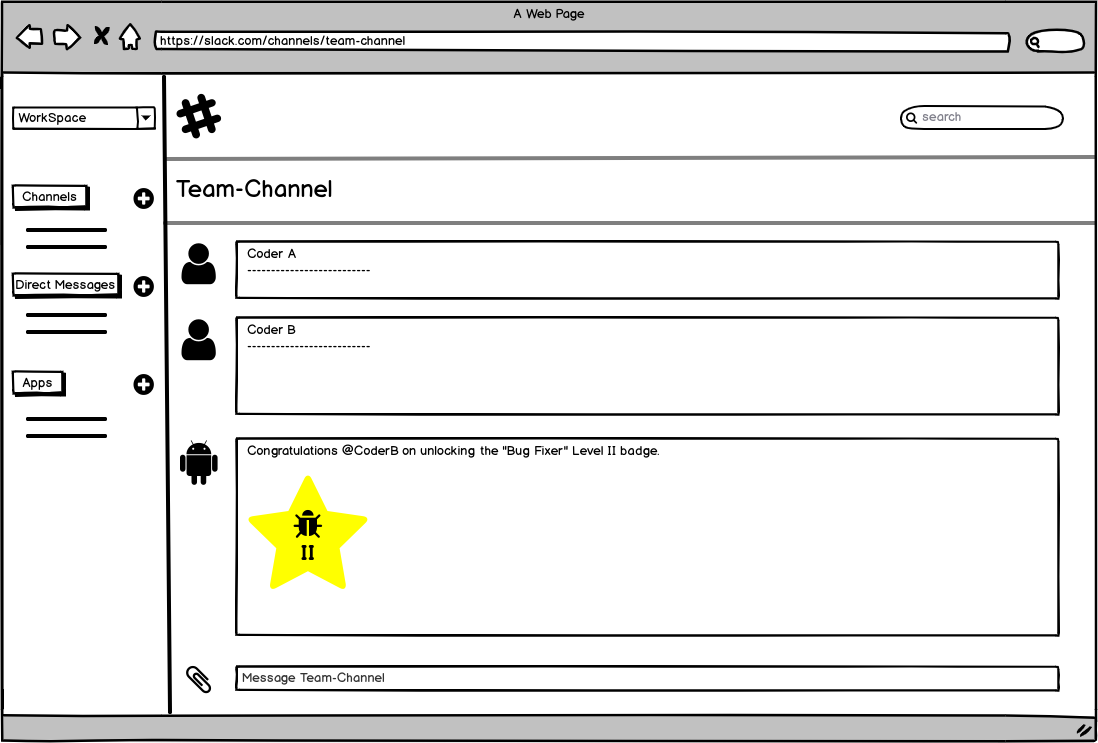 A Web Page
https://slack.com/channels/team-channel
WorkSpace
search
Channels
Team-Channel
Coder A
--------------------------
Direct Messages
Coder B
--------------------------
Apps
Congratulations @CoderB on unlocking the "Bug Fixer" Level II badge.
II
Message Team-Channel